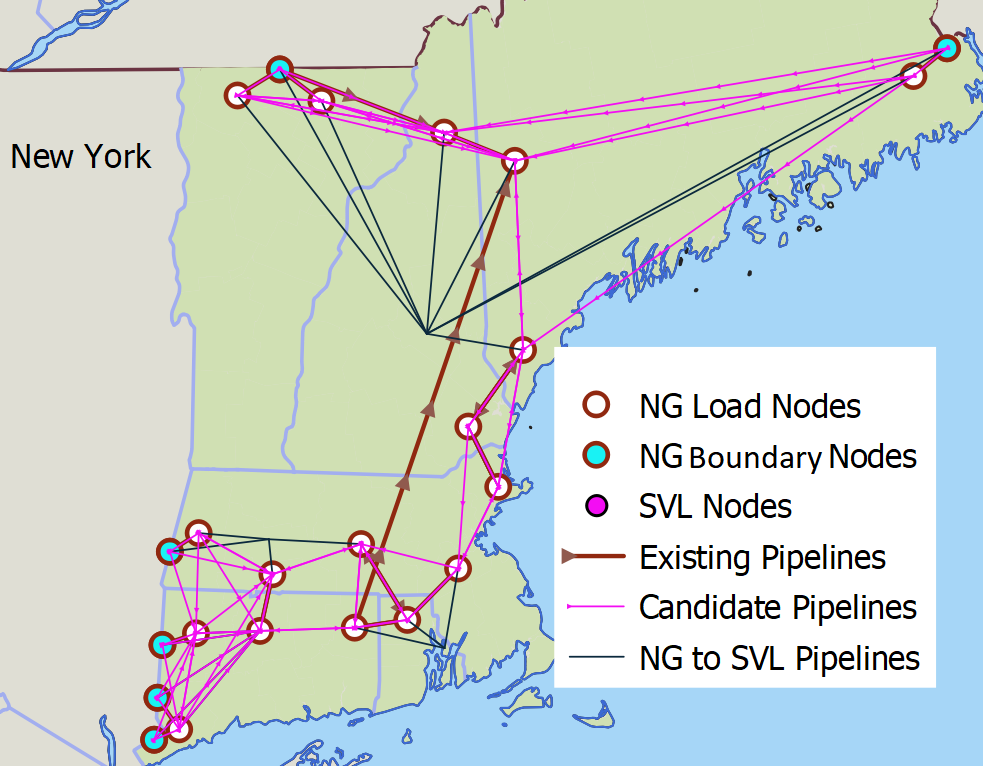 New York
NG Load Nodes
NG Boundary Nodes
SVL Nodes
Existing Pipelines
Candidate Pipelines
NG to SVL Pipelines